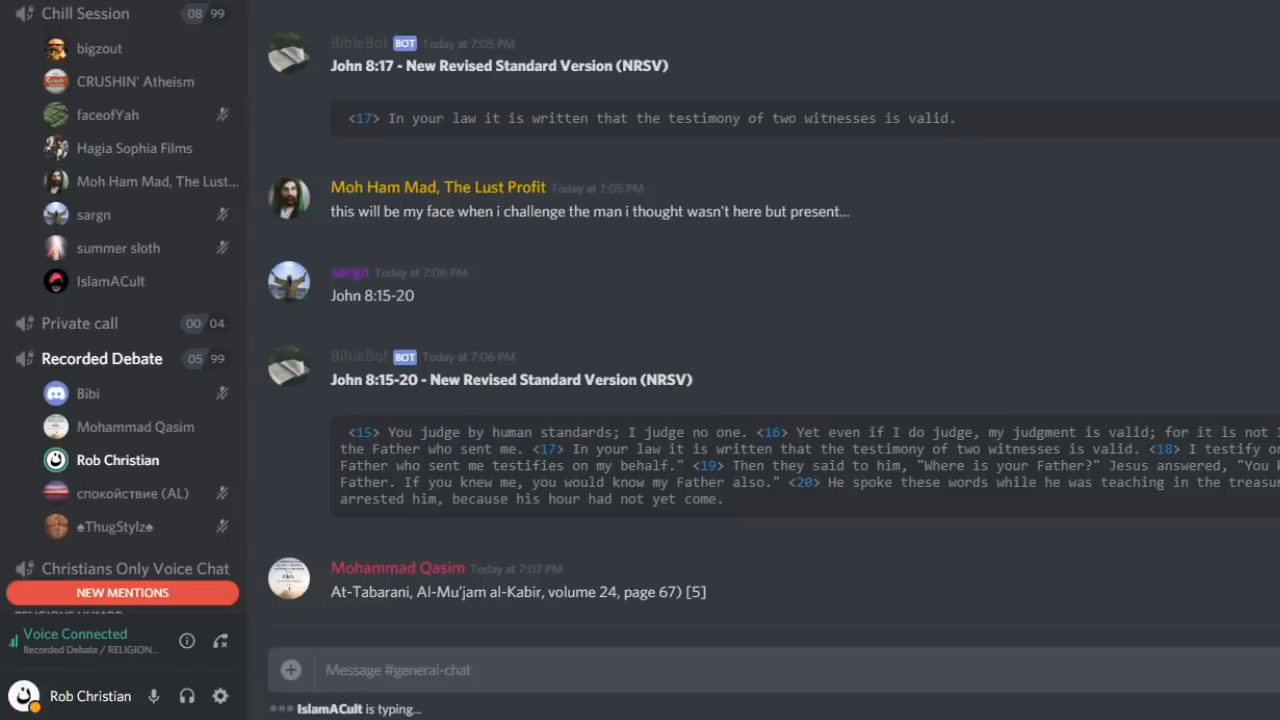 Chill Session 08 99
bigzout
CRUSHIN' Atheism
faceofYah
Hagia Sophia Films
Moh Ham Mad, The Lust...
sargn
summer sloth
IslamACult
Private call 00 04
Recorded Debate 05 99
Bibi
Mohammad Qasim
Rob Christian
спокойствие (AL)
♠ThugStylz♠
Christians Only Voice Chat
NEW MENTIONS
Voice Connected
Recorded Debate / RELIGION...
Rob Christian
BibleBot BOT Today at 7:05 PM
John 8:17 - New Revised Standard Version (NRSV)
<17> In your law it is written that the testimony of two witnesses is valid.
Moh Ham Mad, The Lust Profit Today at 7:05 PM
this will be my face when i challenge the man i thought wasn't here but present...
sargn Today at 7:06 PM
John 8:15-20
BibleBot BOT Today at 7:06 PM
John 8:15-20 - New Revised Standard Version (NRSV)
<15> You judge by human standards; I judge no one. <16> Yet even if I do judge, my judgment is valid; for it is not I
the Father who sent me. <17> In your law it is written that the testimony of two witnesses is valid. <18> I testify on
Father who sent me testifies on my behalf." <19> Then they said to him, "Where is your Father?" Jesus answered, "You k
Father. If you knew me, you would know my Father also." <20> He spoke these words while he was teaching in the treasu
arrested him, because his hour had not yet come.
Mohammad Qasim Today at 7:07 PM
At-Tabarani, Al-Mu'jam al-Kabir, volume 24, page 67) [5]
Message #general-chat
IslamACult is typing...